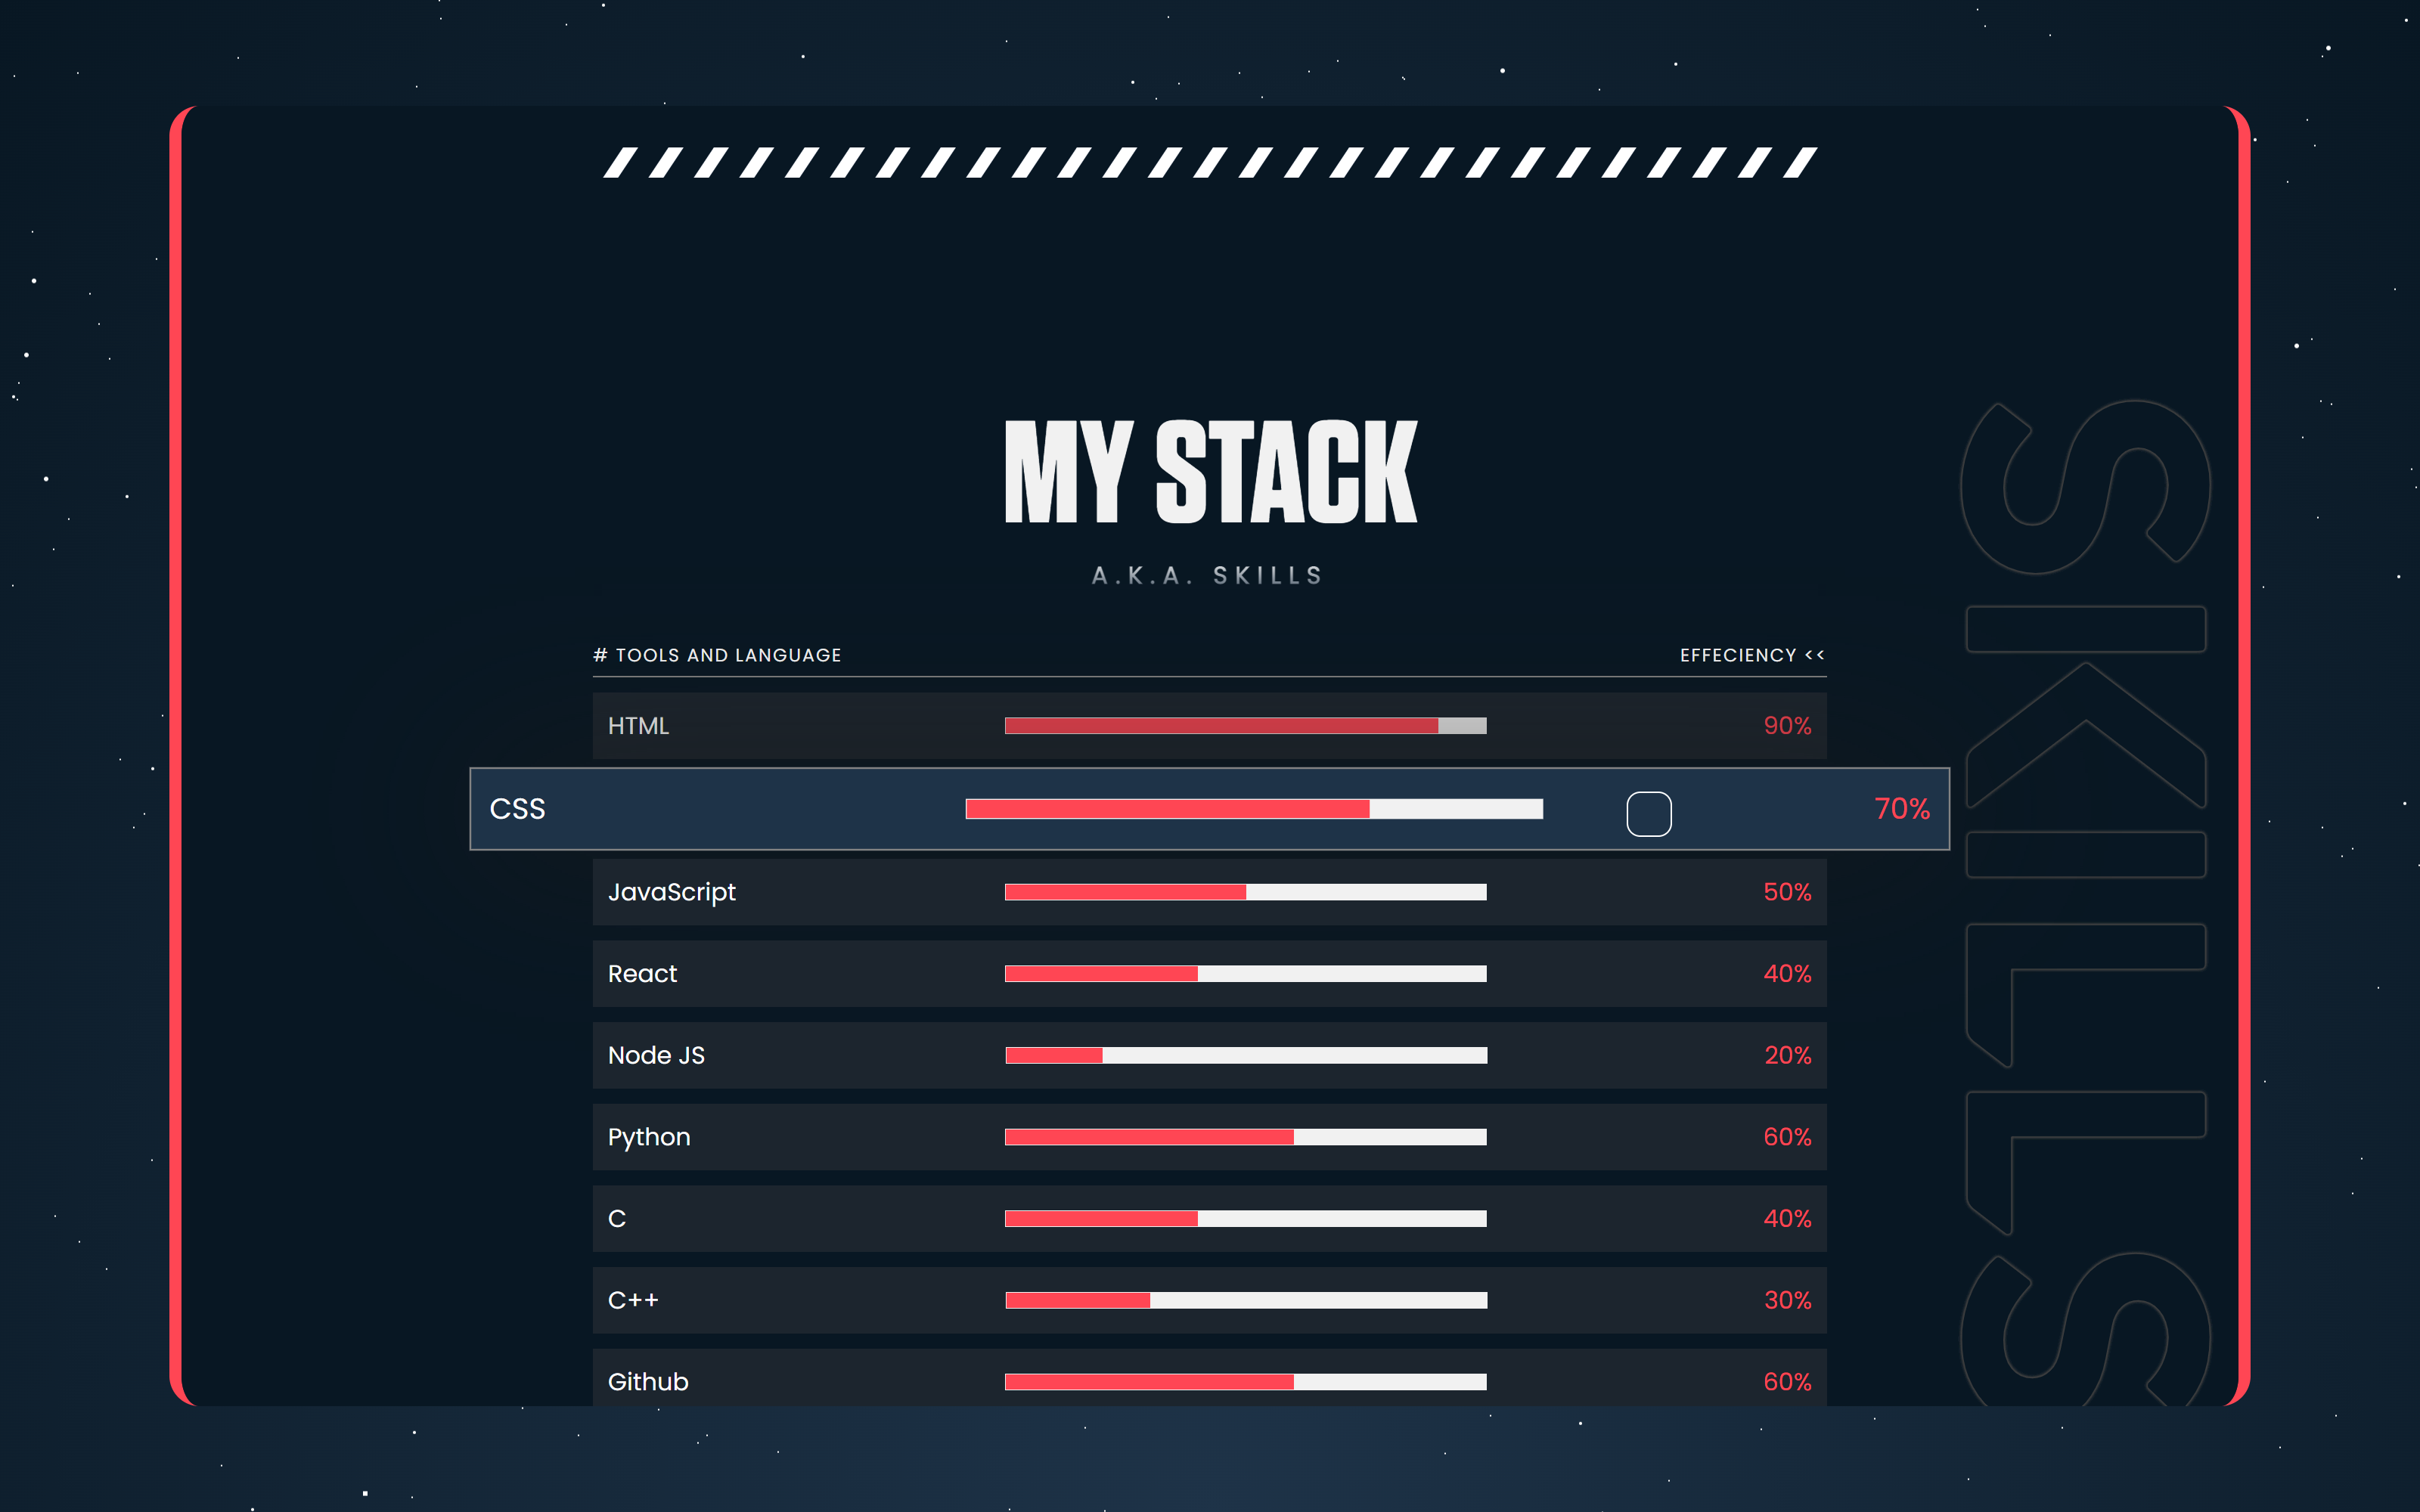 MY STACK
A.K.A. SKILLS
# TOOLS AND LANGUAGE EFFECIENCY <<
HTML 90%
CSS 70%
JavaScript 50%
React 40%
Node JS 20%
Python 60%
C 40%
C++ 30%
Github 60%
SKILLS